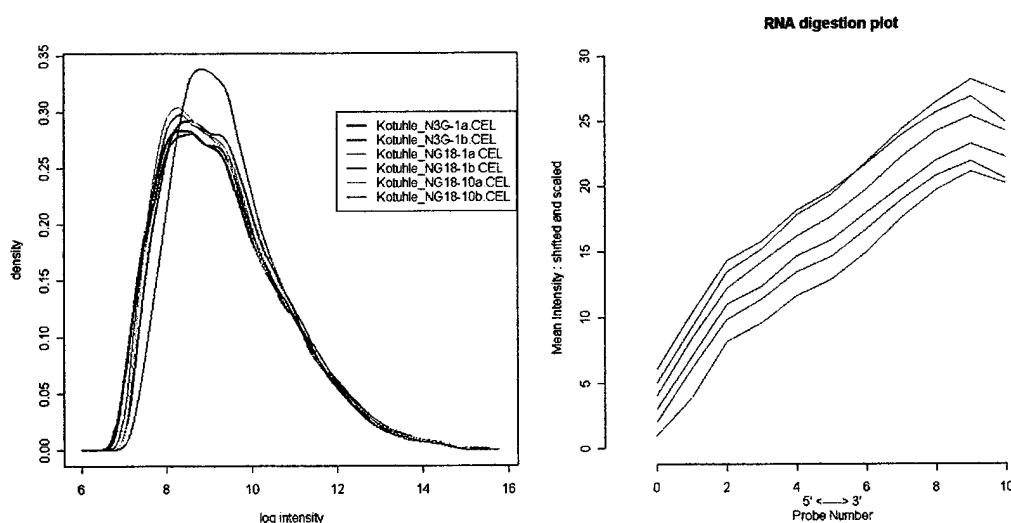 0.35
0.30
0.25
0.20
0.15
0.10
0.05
0.00
density
Kotuhle_N3G-1a.CEL
Kotuhle_N3G-1b.CEL
Kotuhle_NG18-1a.CEL
Kotuhle_NG18-1b.CEL
Kotuhle_NG18-10a.CEL
Kotuhle_NG18-10b.CEL
6 8 10 12 14 16
log intensity
RNA digestion plot
30
25
20
15
10
5
0
Mean Intensity : shifted and scaled
0 2 4 6 8 10
5' <-----> 3'
Probe Number